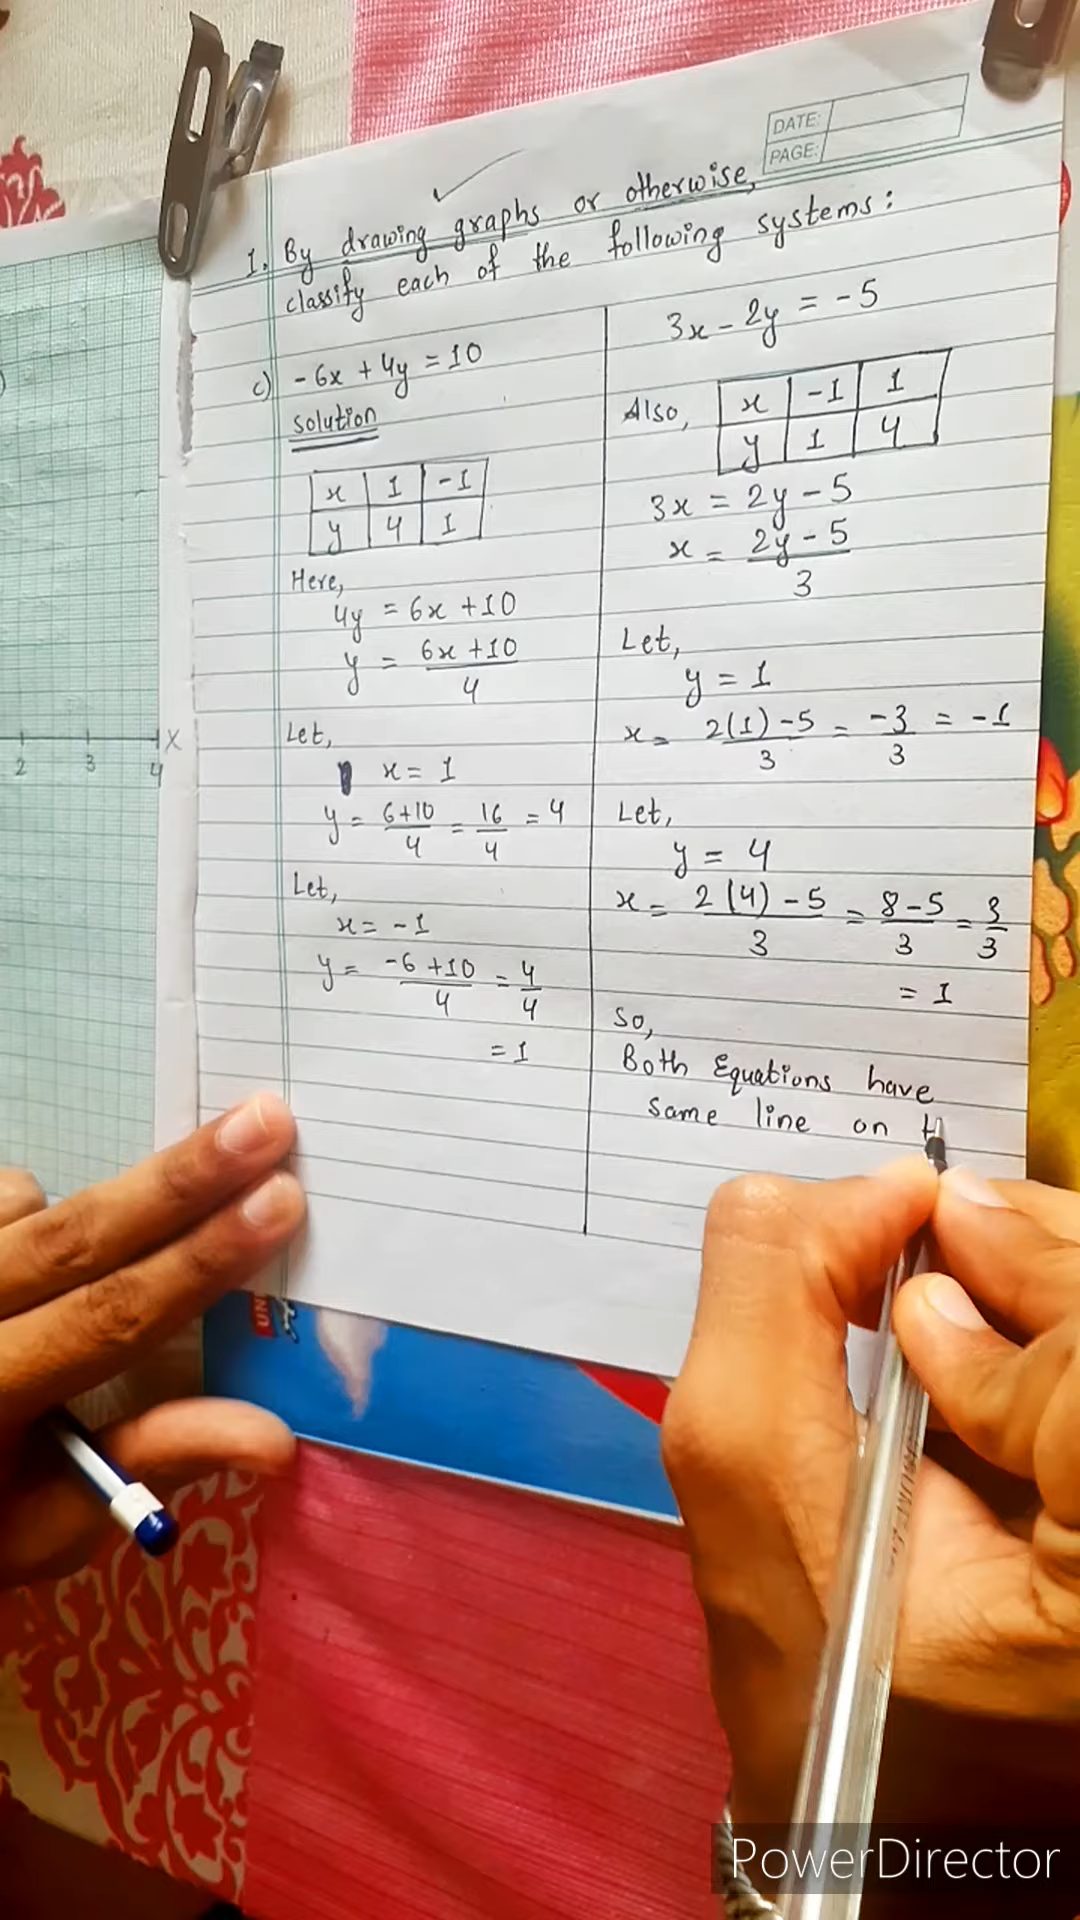 DATE:
PAGE:
1. By drawing graphs or otherwise,
classify each of the following systems:
c) -6x + 4y = 10
solution
x 1 -1
y 4 1
Here,
4y = 6x + 10
y = 6x + 10 / 4
Let,
x = 1
y = 6+10 / 4 = 16 / 4 = 4
Let,
x = -1
y = -6 + 10 / 4 = 4 / 4
= 1
3x - 2y = -5
Also,
x -1 1
y 1 4
3x = 2y - 5
x = 2y - 5 / 3
Let,
y = 1
x = 2(1) - 5 / 3 = -3 / 3 = -1
Let,
y = 4
x = 2(4) - 5 / 3 = 8 - 5 / 3 = 3 / 3
= 1
So,
Both Equations have
same line on t
X
2 3 4
UN
PowerDirector